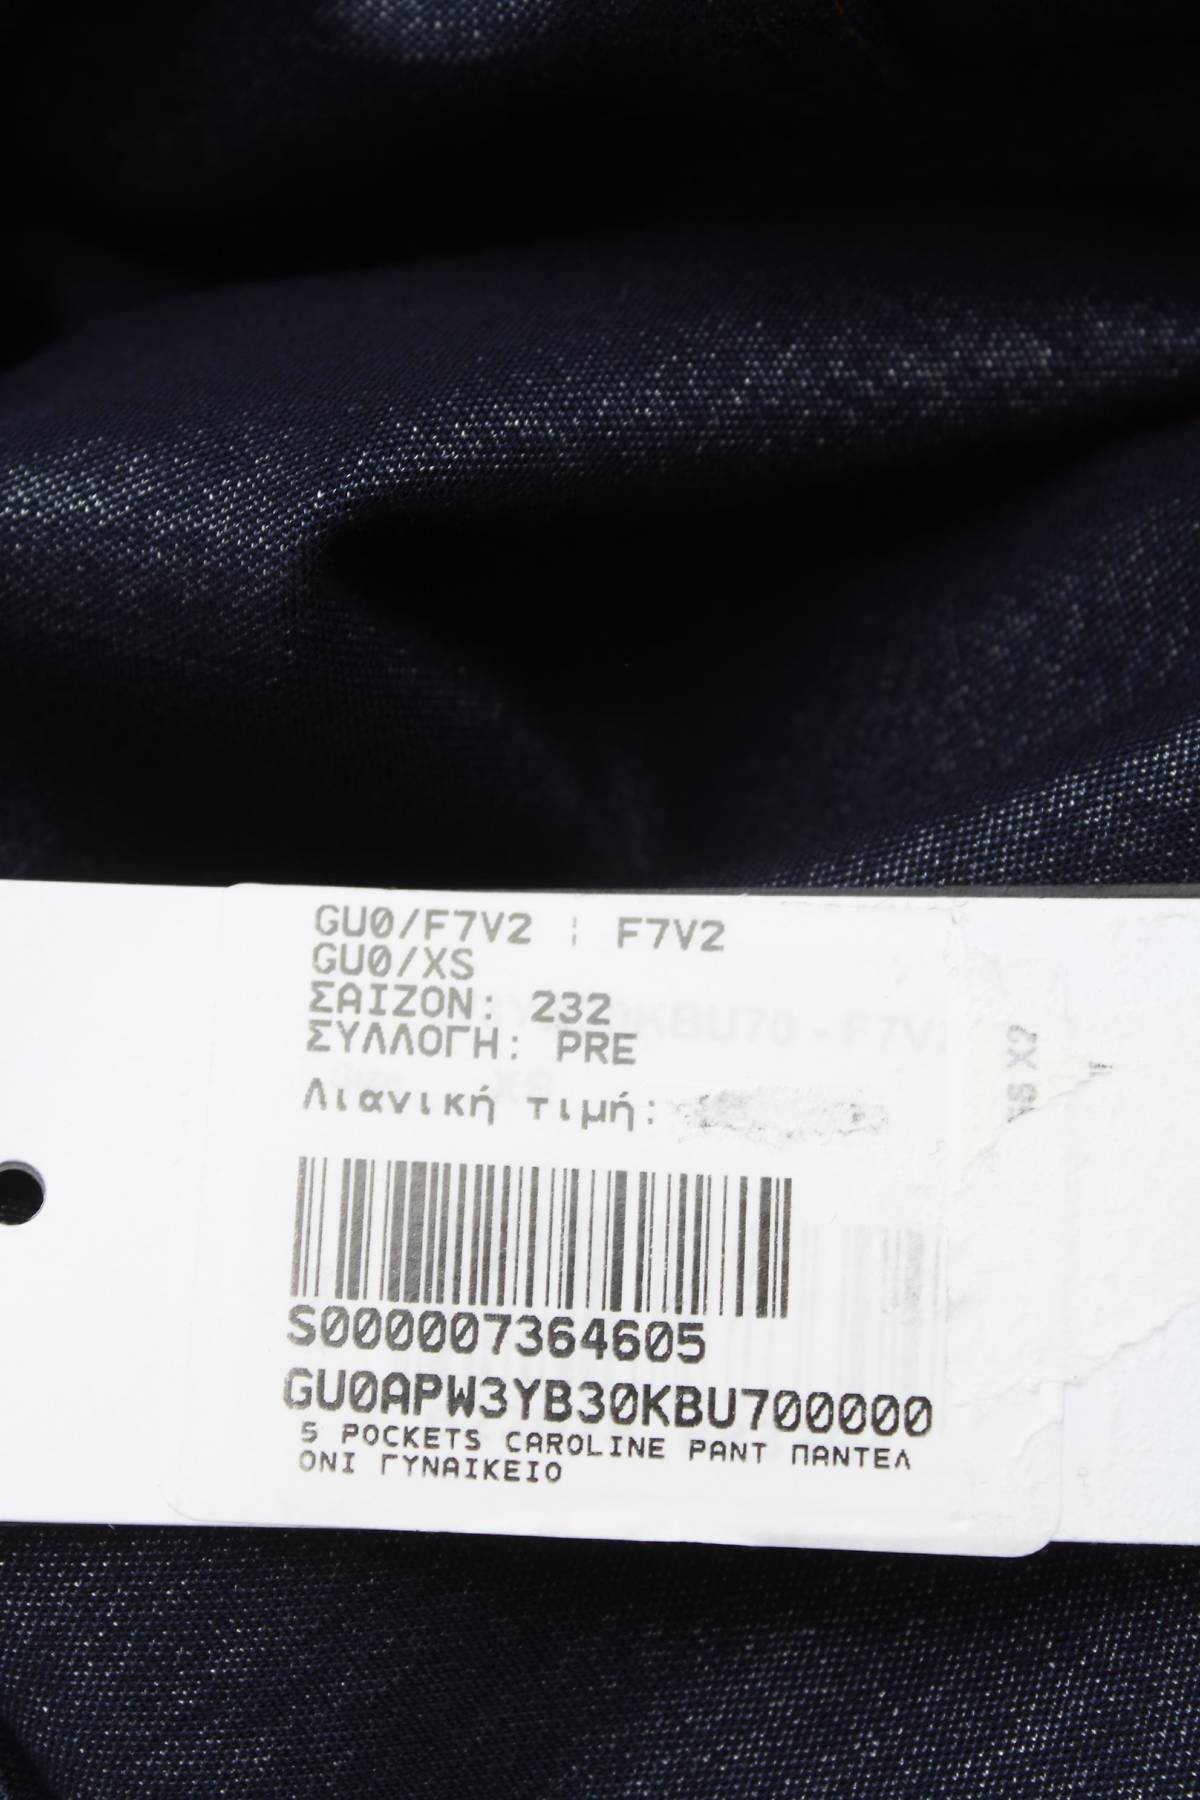 GU0/F7V2 ¦ F7V2
GU0/XS
ΣΑΙΖΟΝ: 232
ΣΥΛΛΟΓΗ: PRE
Λιανική τιμή:
S000007364605
GU0APW3YB30KBU700000
5 POCKETS CAROLINE PANT ΠΑΝΤΕΛ
ΟΝΙ ΓΥΝΑΙΚΕΙΟ